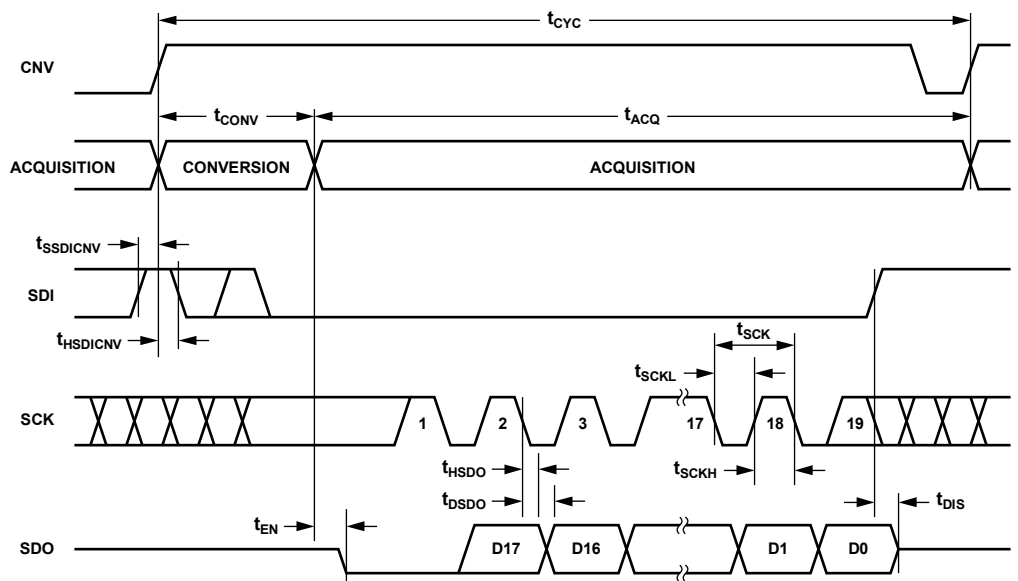 tCYC
CNV
tCONV
tACQ
ACQUISITION
CONVERSION
ACQUISITION
tSSDICNV
SDI
tHSDICNV
tSCK
tSCKL
SCK
1
2
3
17
18
19
tHSDO
tSCKH
tDSDO
tEN
tDIS
SDO
D17
D16
D1
D0